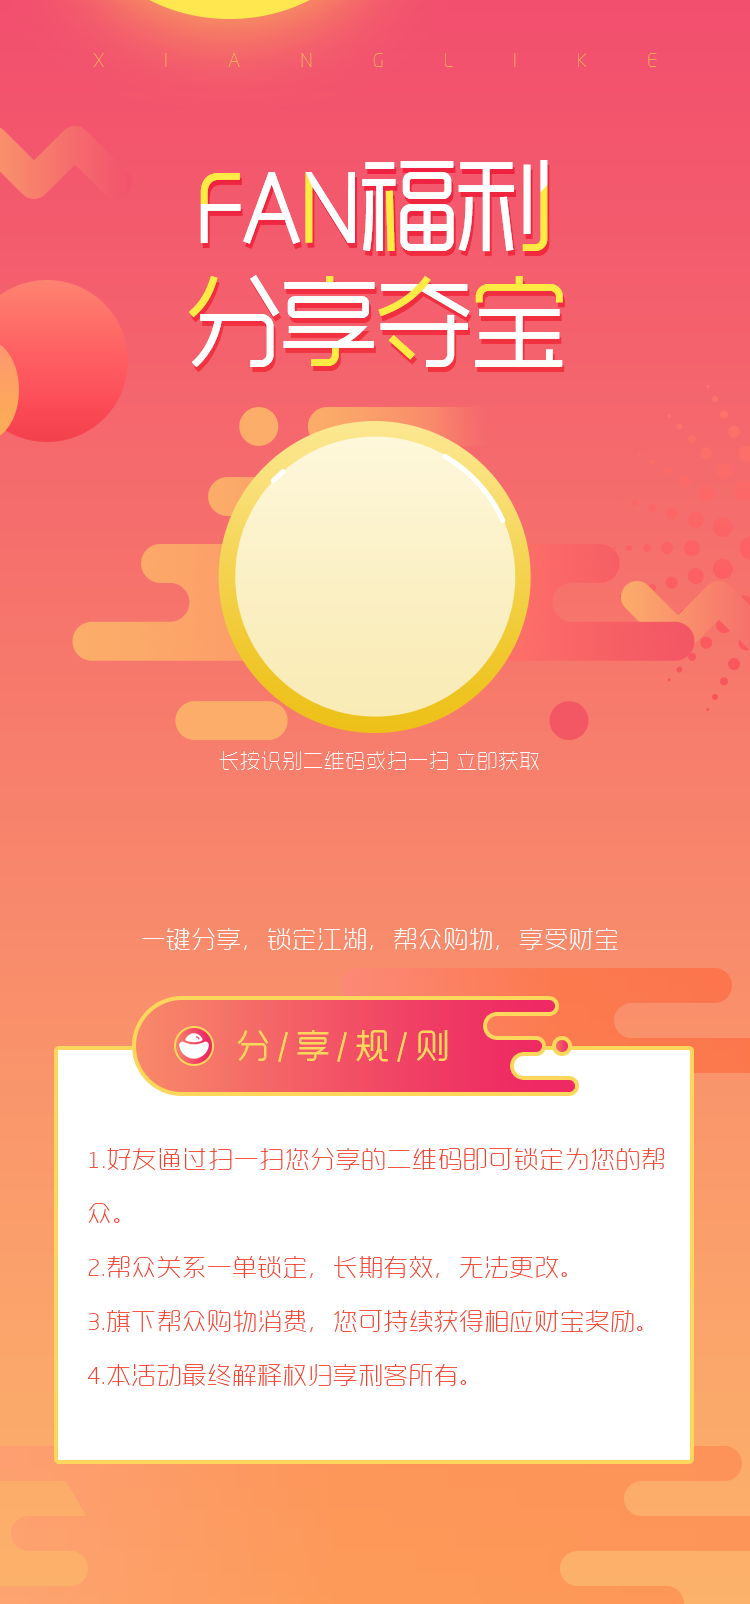 XIANGLIKE
FAN福利
分享夺宝
长按识别二维码或扫一扫 立即获取
一键分享，锁定江湖，帮众购物，享受财宝
分/享/规/则
1.好友通过扫一扫您分享的二维码即可锁定为您的帮
众。
2.帮众关系一单锁定，长期有效，无法更改。
3.旗下帮众购物消费，您可持续获得相应财宝奖励。
4.本活动最终解释权归享利客所有。